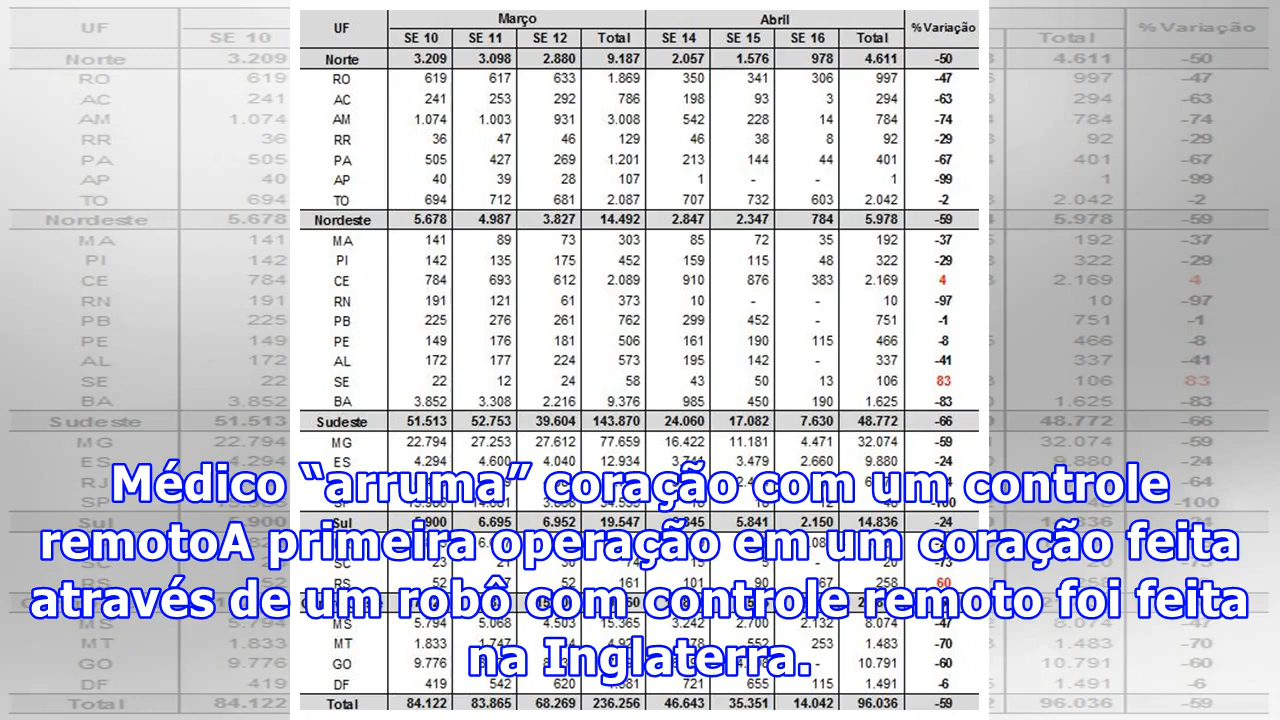 UF Março Abril %Variação
SE 10 SE 11 SE 12 Total SE 14 SE 15 SE 16 Total
Norte 3.209 3.098 2.880 9.187 2.057 1.576 978 4.611 -50
RO 619 617 633 1.869 350 341 306 997 -47
AC 241 253 292 786 198 93 3 294 -63
AM 1.074 1.003 931 3.008 542 228 14 784 -74
RR 36 47 46 129 46 38 8 92 -29
PA 505 427 269 1.201 213 144 44 401 -67
AP 40 39 28 107 1 - - 1 -99
TO 694 712 681 2.087 707 732 603 2.042 -2
Nordeste 5.678 4.987 3.827 14.492 2.847 2.347 784 5.978 -59
MA 141 89 73 303 85 72 35 192 -37
PI 142 135 175 452 159 115 48 322 -29
CE 784 693 612 2.089 910 876 383 2.169 4
RN 191 121 61 373 10 - - 10 -97
PB 225 276 261 762 299 452 - 751 -1
PE 149 176 181 506 161 190 115 466 -8
AL 172 177 224 573 195 142 - 337 -41
SE 22 12 24 58 43 50 13 106 83
BA 3.852 3.308 2.216 9.376 985 450 190 1.625 -83
Sudeste 51.513 52.753 39.604 143.870 24.060 17.082 7.630 48.772 -66
MG 22.794 27.253 27.612 77.659 16.422 11.181 4.471 32.074 -59
ES 4.294 4.600 4.040 12.934 3.479 2.660 9.880 -24
Médico “arruma” coração com um controle
Sul 6.695 6.952 19.547 5.841 2.150 14.836 -24
remotoA primeira operação em um coração feita
RS 52 52 161 101 90 67 258 60
através de um robô com controle remoto foi feita
MS 5.794 5.068 4.503 15.365 3.242 2.700 2.132 8.074 -47
MT 1.833 1.747 552 253 1.483 -70
na Inglaterra.
GO 9.776 - 10.791 -60
DF 419 542 620 721 655 115 1.491 -6
Total 84.122 83.865 68.269 236.256 46.643 35.351 14.042 96.036 -59